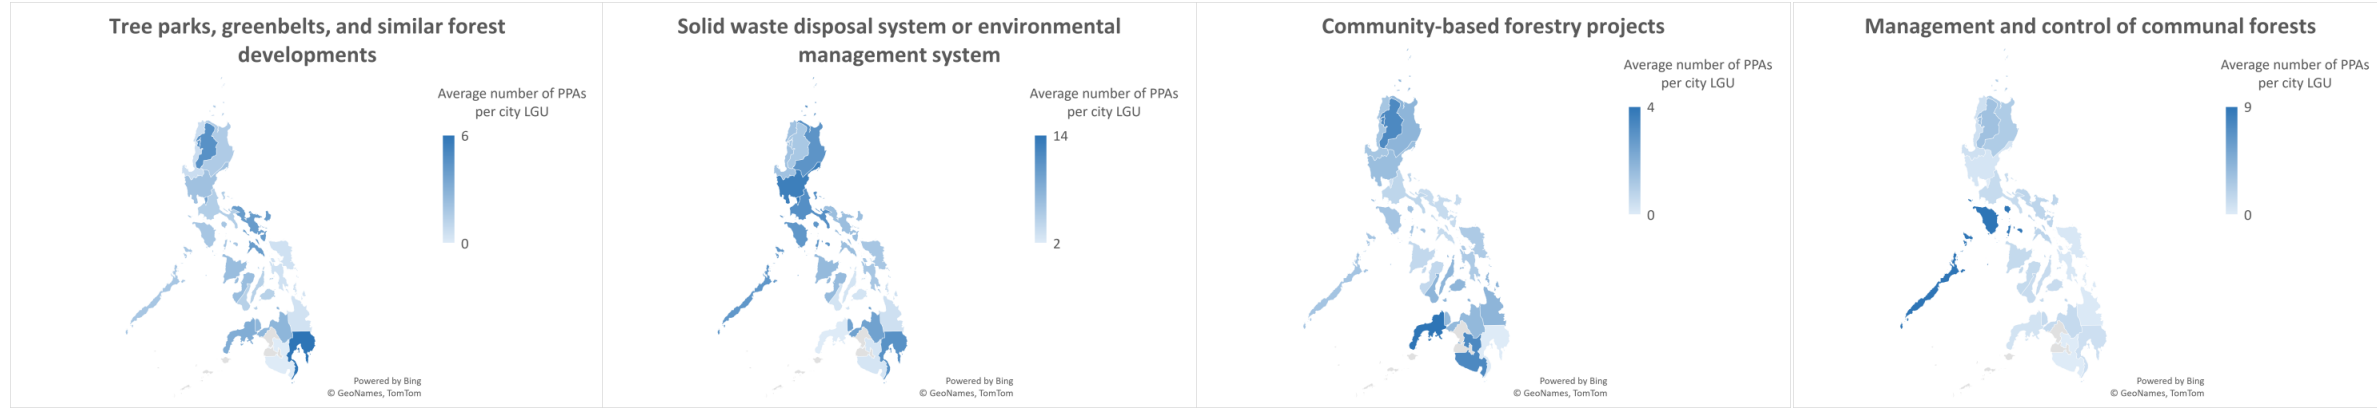 Tree parks, greenbelts, and similar forest
developments
Average number of PPAs
per city LGU
6
0
Powered by Bing
© GeoNames, TomTom
Solid waste disposal system or environmental
management system
Average number of PPAs
per city LGU
14
2
Powered by Bing
© GeoNames, TomTom
Community-based forestry projects
Average number of PPAs
per city LGU
4
0
Powered by Bing
© GeoNames, TomTom
Management and control of communal forests
Average number of PPAs
per city LGU
9
0
Powered by Bing
© GeoNames, TomTom